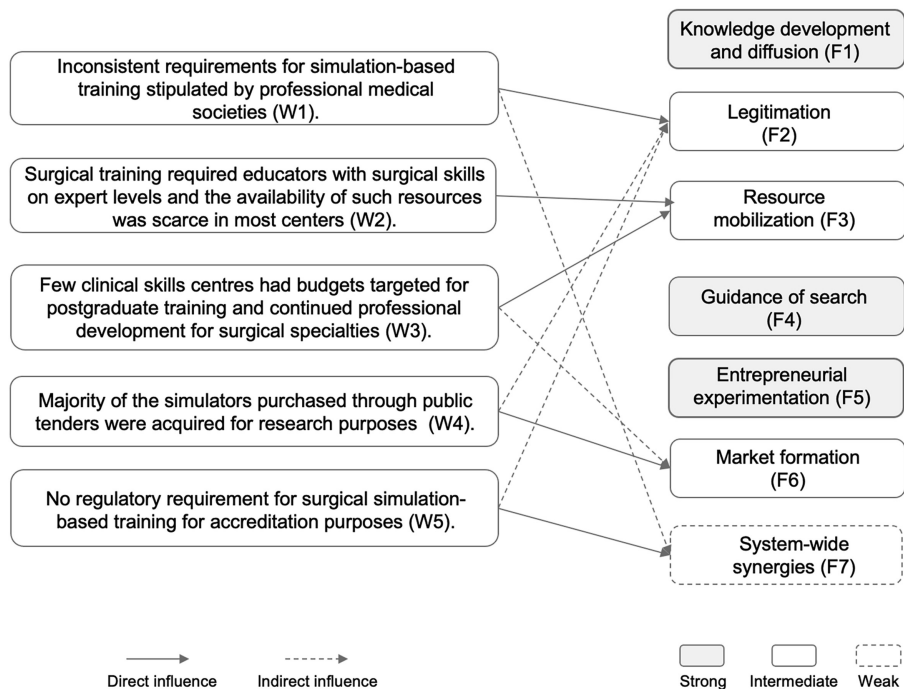 Inconsistent requirements for simulation-based
training stipulated by professional medical
societies (W1).
Surgical training required educators with surgical skills
on expert levels and the availability of such resources
was scarce in most centers (W2).
Few clinical skills centres had budgets targeted for
postgraduate training and continued professional
development for surgical specialties (W3).
Majority of the simulators purchased through public
tenders were acquired for research purposes (W4).
No regulatory requirement for surgical simulation-
based training for accreditation purposes (W5).
Knowledge development
and diffusion (F1)
Legitimation
(F2)
Resource
mobilization (F3)
Guidance of search
(F4)
Entrepreneurial
experimentation (F5)
Market formation
(F6)
System-wide
synergies (F7)
Direct influence
Indirect influence
Strong
Intermediate
Weak